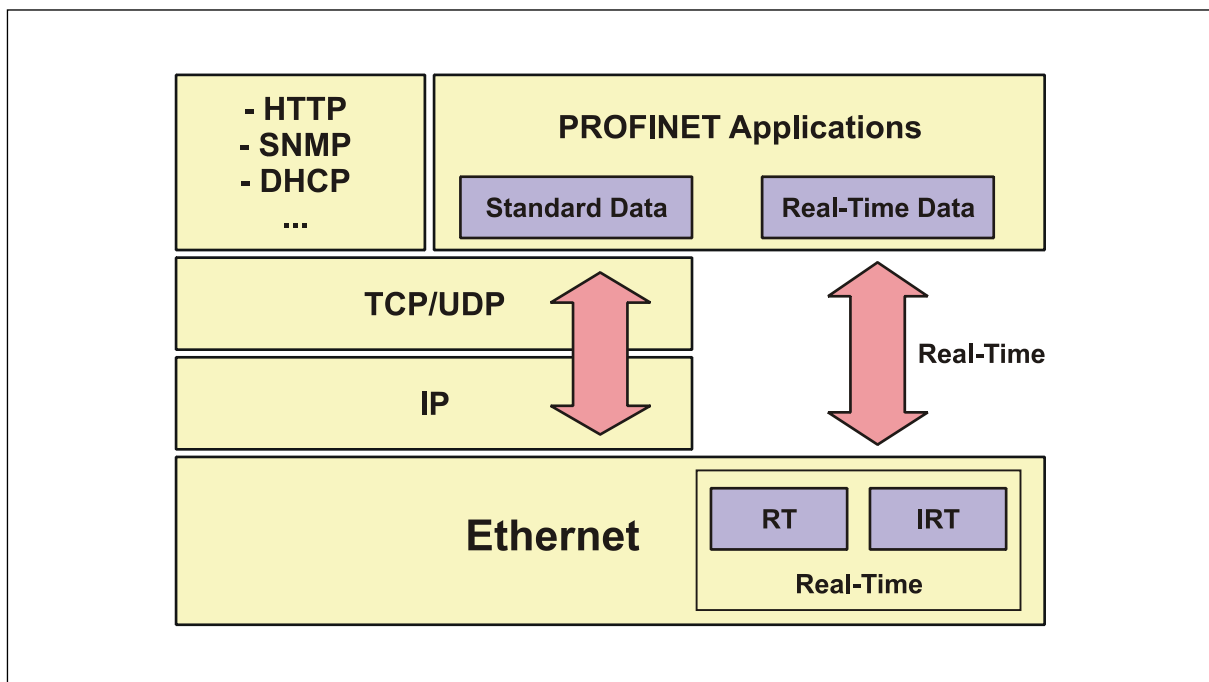 - HTTP
- SNMP
- DHCP
...
PROFINET Applications
Standard Data
Real-Time Data
TCP/UDP
IP
Real-Time
Ethernet
RT
IRT
Real-Time